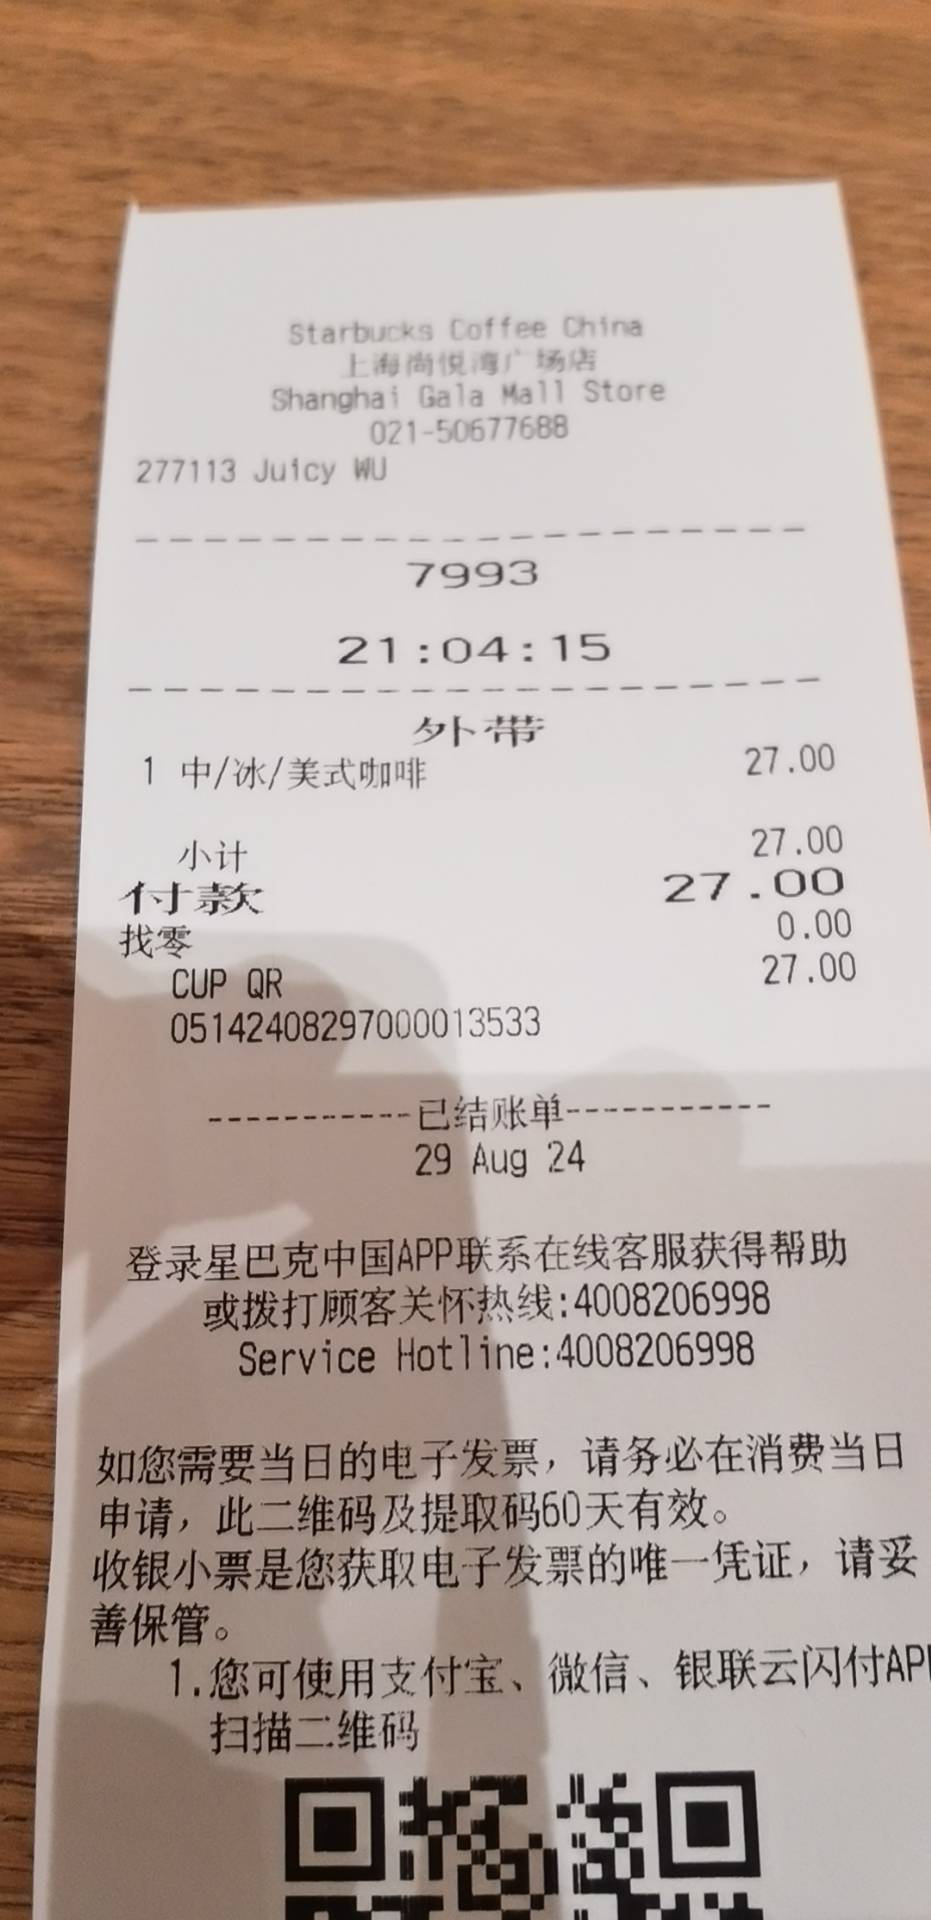 Starbucks Coffee China
上海尚悦湾广场店
Shanghai Gala Mall Store
021-50677688
277113 Juicy WU
7993
21:04:15
外带
1 中/冰/美式咖啡 27.00
小计 27.00
付款 27.00
找零 0.00
CUP QR 27.00
05142408297000013533
-----------已结账单-----------
29 Aug 24
登录星巴克中国APP联系在线客服获得帮助
或拨打顾客关怀热线:4008206998
Service Hotline:4008206998
如您需要当日的电子发票，请务必在消费当日
申请，此二维码及提取码60天有效。
收银小票是您获取电子发票的唯一凭证，请妥
善保管。
1.您可使用支付宝、微信、银联云闪付AP
扫描二维码